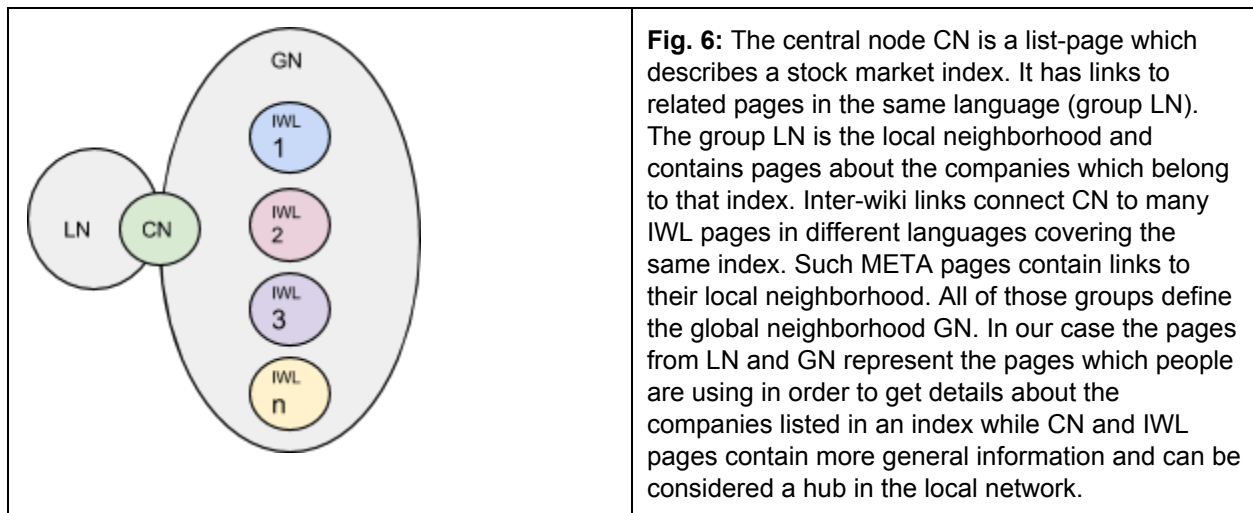 GN
IWL
1
IWL
2
IWL
3
IWL
n
LN
CN
Fig. 6: The central node CN is a list-page which
describes a stock market index. It has links to
related pages in the same language (group LN).
The group LN is the local neighborhood and
contains pages about the companies which belong
to that index. Inter-wiki links connect CN to many
IWL pages in different languages covering the
same index. Such META pages contain links to
their local neighborhood. All of those groups define
the global neighborhood GN. In our case the pages
from LN and GN represent the pages which people
are using in order to get details about the
companies listed in an index while CN and IWL
pages contain more general information and can be
considered a hub in the local network.